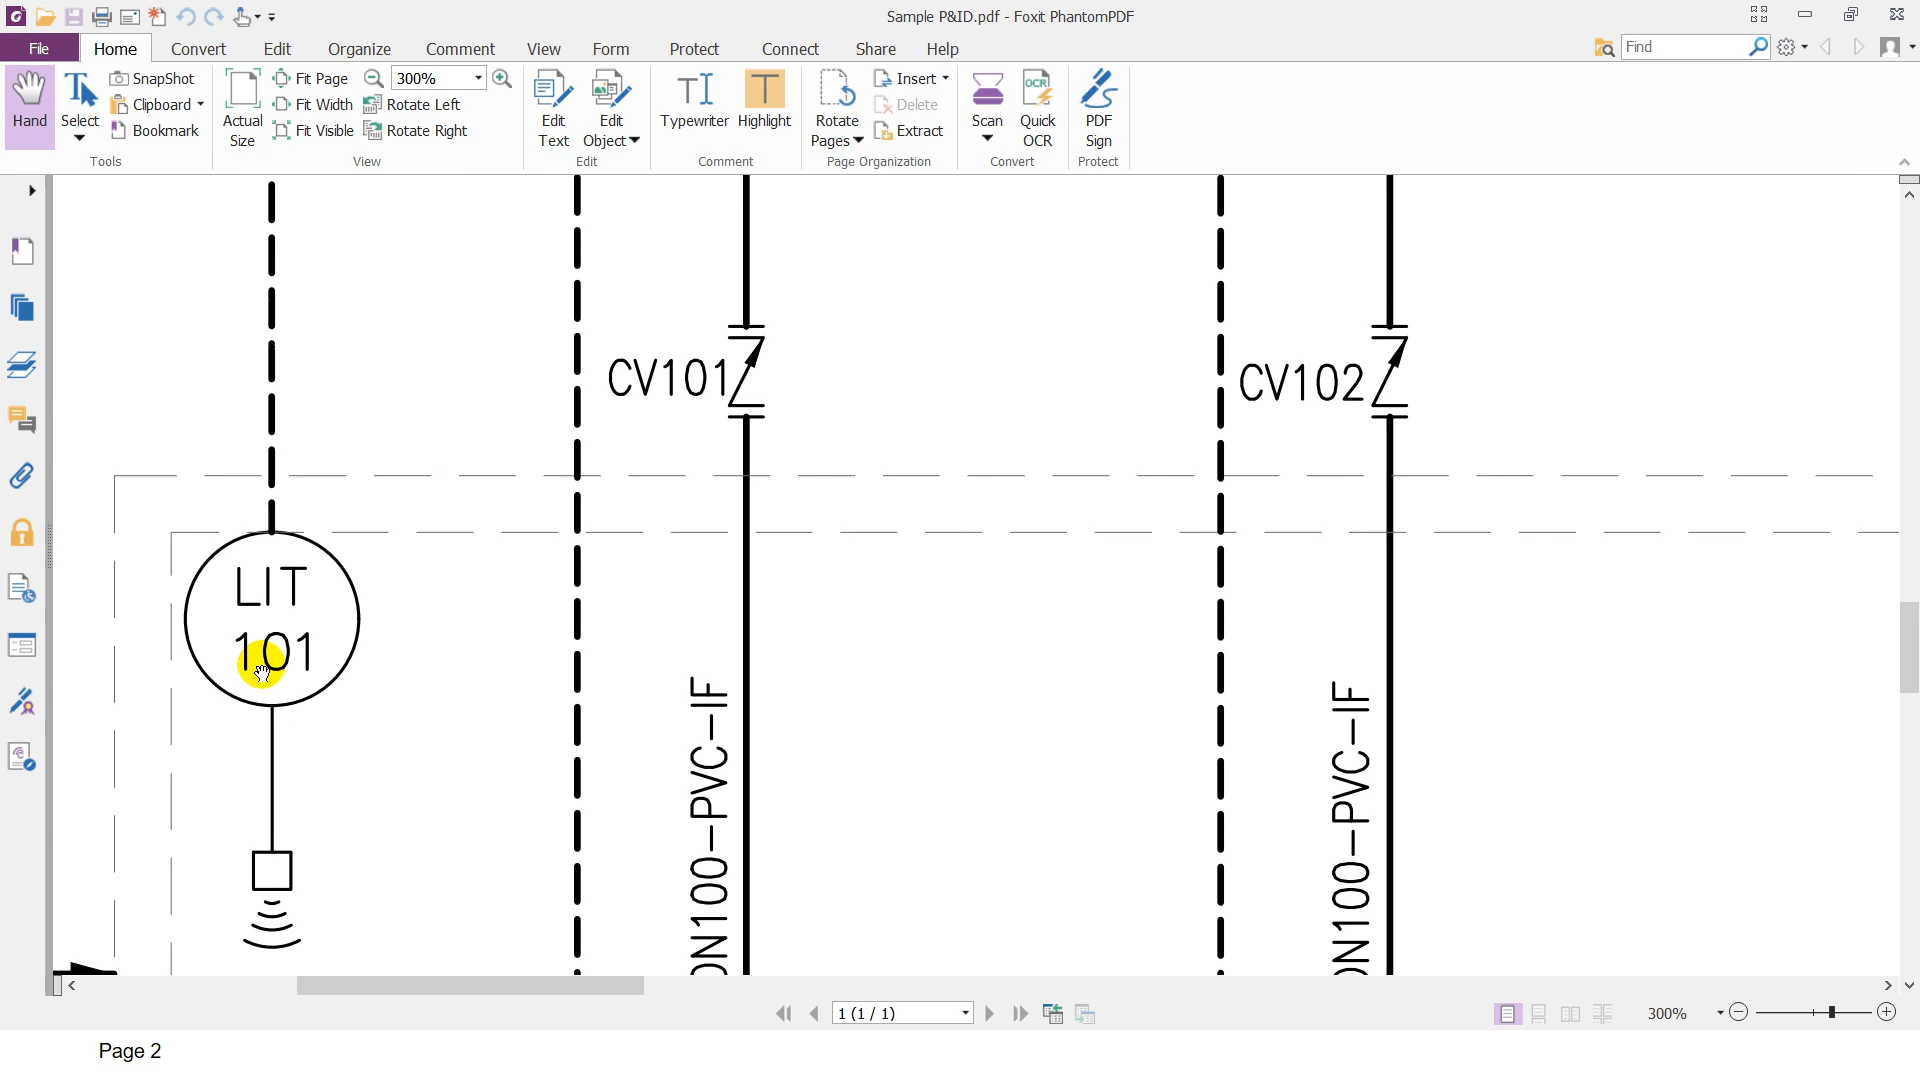 Sample P&ID.pdf - Foxit PhantomPDF
File Home Convert Edit Organize Comment View Form Protect Connect Share Help Find
Hand Select SnapShot Clipboard Bookmark Actual Size Fit Page Fit Width Fit Visible 300% Rotate Left Rotate Right Edit Text Edit Object Typewriter Highlight Rotate Pages Insert Delete Extract Scan Quick OCR PDF Sign
Tools View Edit Comment Page Organization Convert Protect
CV101
CV102
LIT
101
DN100-PVC-IF
DN100-PVC-IF
1 (1 / 1)
300%
Page 2